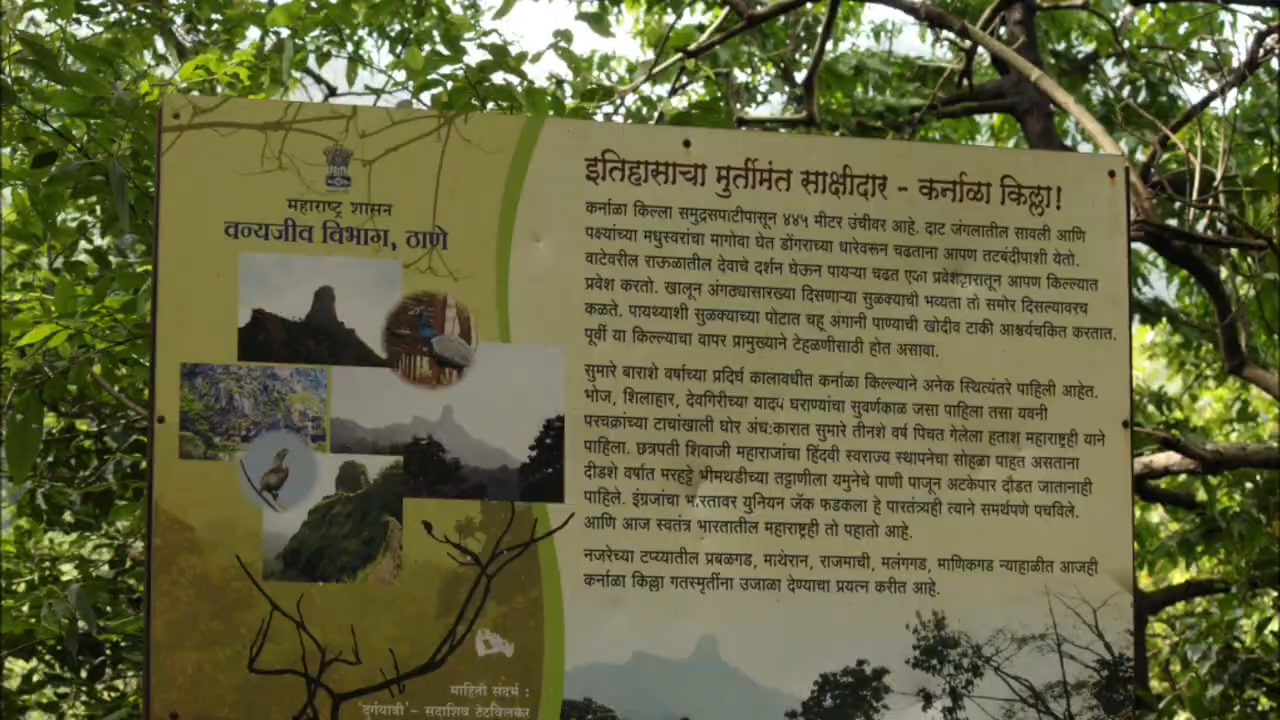 महाराष्ट्र शासन
वन्यजीव विभाग, ठाणे
इतिहासाचा मुर्तीमंत साक्षीदार - कर्नाळा किल्ला!
कर्नाळा किल्ला समुद्रसपाटीपासून ४४५ मीटर उंचीवर आहे. दाट जंगलातील सावली आणि
पक्ष्यांच्या मधुस्वरांचा मागोवा घेत डोंगराच्या धारेवरून चढताना आपण तटबंदीपाशी येतो.
वाटेवरील राऊळातील देवाचे दर्शन घेऊन पायऱ्या चढत एका प्रवेशद्वारातून आपण किल्ल्यात
प्रवेश करतो. खालून अंगठ्यासारख्या दिसणाऱ्या सुळक्याची भव्यता तो समोर दिसल्यावरच
कळते. पायथ्याशी सुळक्याच्या पोटात चहू अंगानी पाण्याची खोदीव टाकी आश्चर्यचकित करतात.
पूर्वी या किल्ल्याचा वापर प्रामुख्याने टेहळणीसाठी होत असावा.
सुमारे बाराशे वर्षाच्या प्रदिर्घ कालावधीत कर्नाळा किल्ल्याने अनेक स्थित्यंतरे पाहिली आहेत.
भोज, शिलाहार, देवगिरीच्या यादव घराण्यांचा सुवर्णकाळ जसा पाहिला तसा यवनी
परचक्रांच्या टाचांखाली घोर अंध:कारात सुमारे तीनशे वर्ष पिचत गेलेला हताश महाराष्ट्रही याने
पाहिला. छत्रपती शिवाजी महाराजांचा हिंदवी स्वराज्य स्थापनेचा सोहळा पाहत असताना
दीडशे वर्षात मरहट्टे भीमथडीच्या तट्टाणीला यमुनेचे पाणी पाजून अटकेपार दौडत जातानाही
पाहिले. इंग्रजांचा भारतावर युनियन जॅक फडकला हे पारतंत्र्यही त्याने समर्थपणे पचविले.
आणि आज स्वतंत्र भारतातील महाराष्ट्रही तो पहातो आहे.
नजरेच्या टप्प्यातील प्रबळगड, माथेरान, राजमाची, मलंगगड, माणिकगड न्याहाळीत आजही
कर्नाळा किल्ला गतस्मृतींना उजाळा देण्याचा प्रयत्न करीत आहे.
माहिती संदर्भ :
'दुर्गयात्री' – सदाशिव टेटविलकर